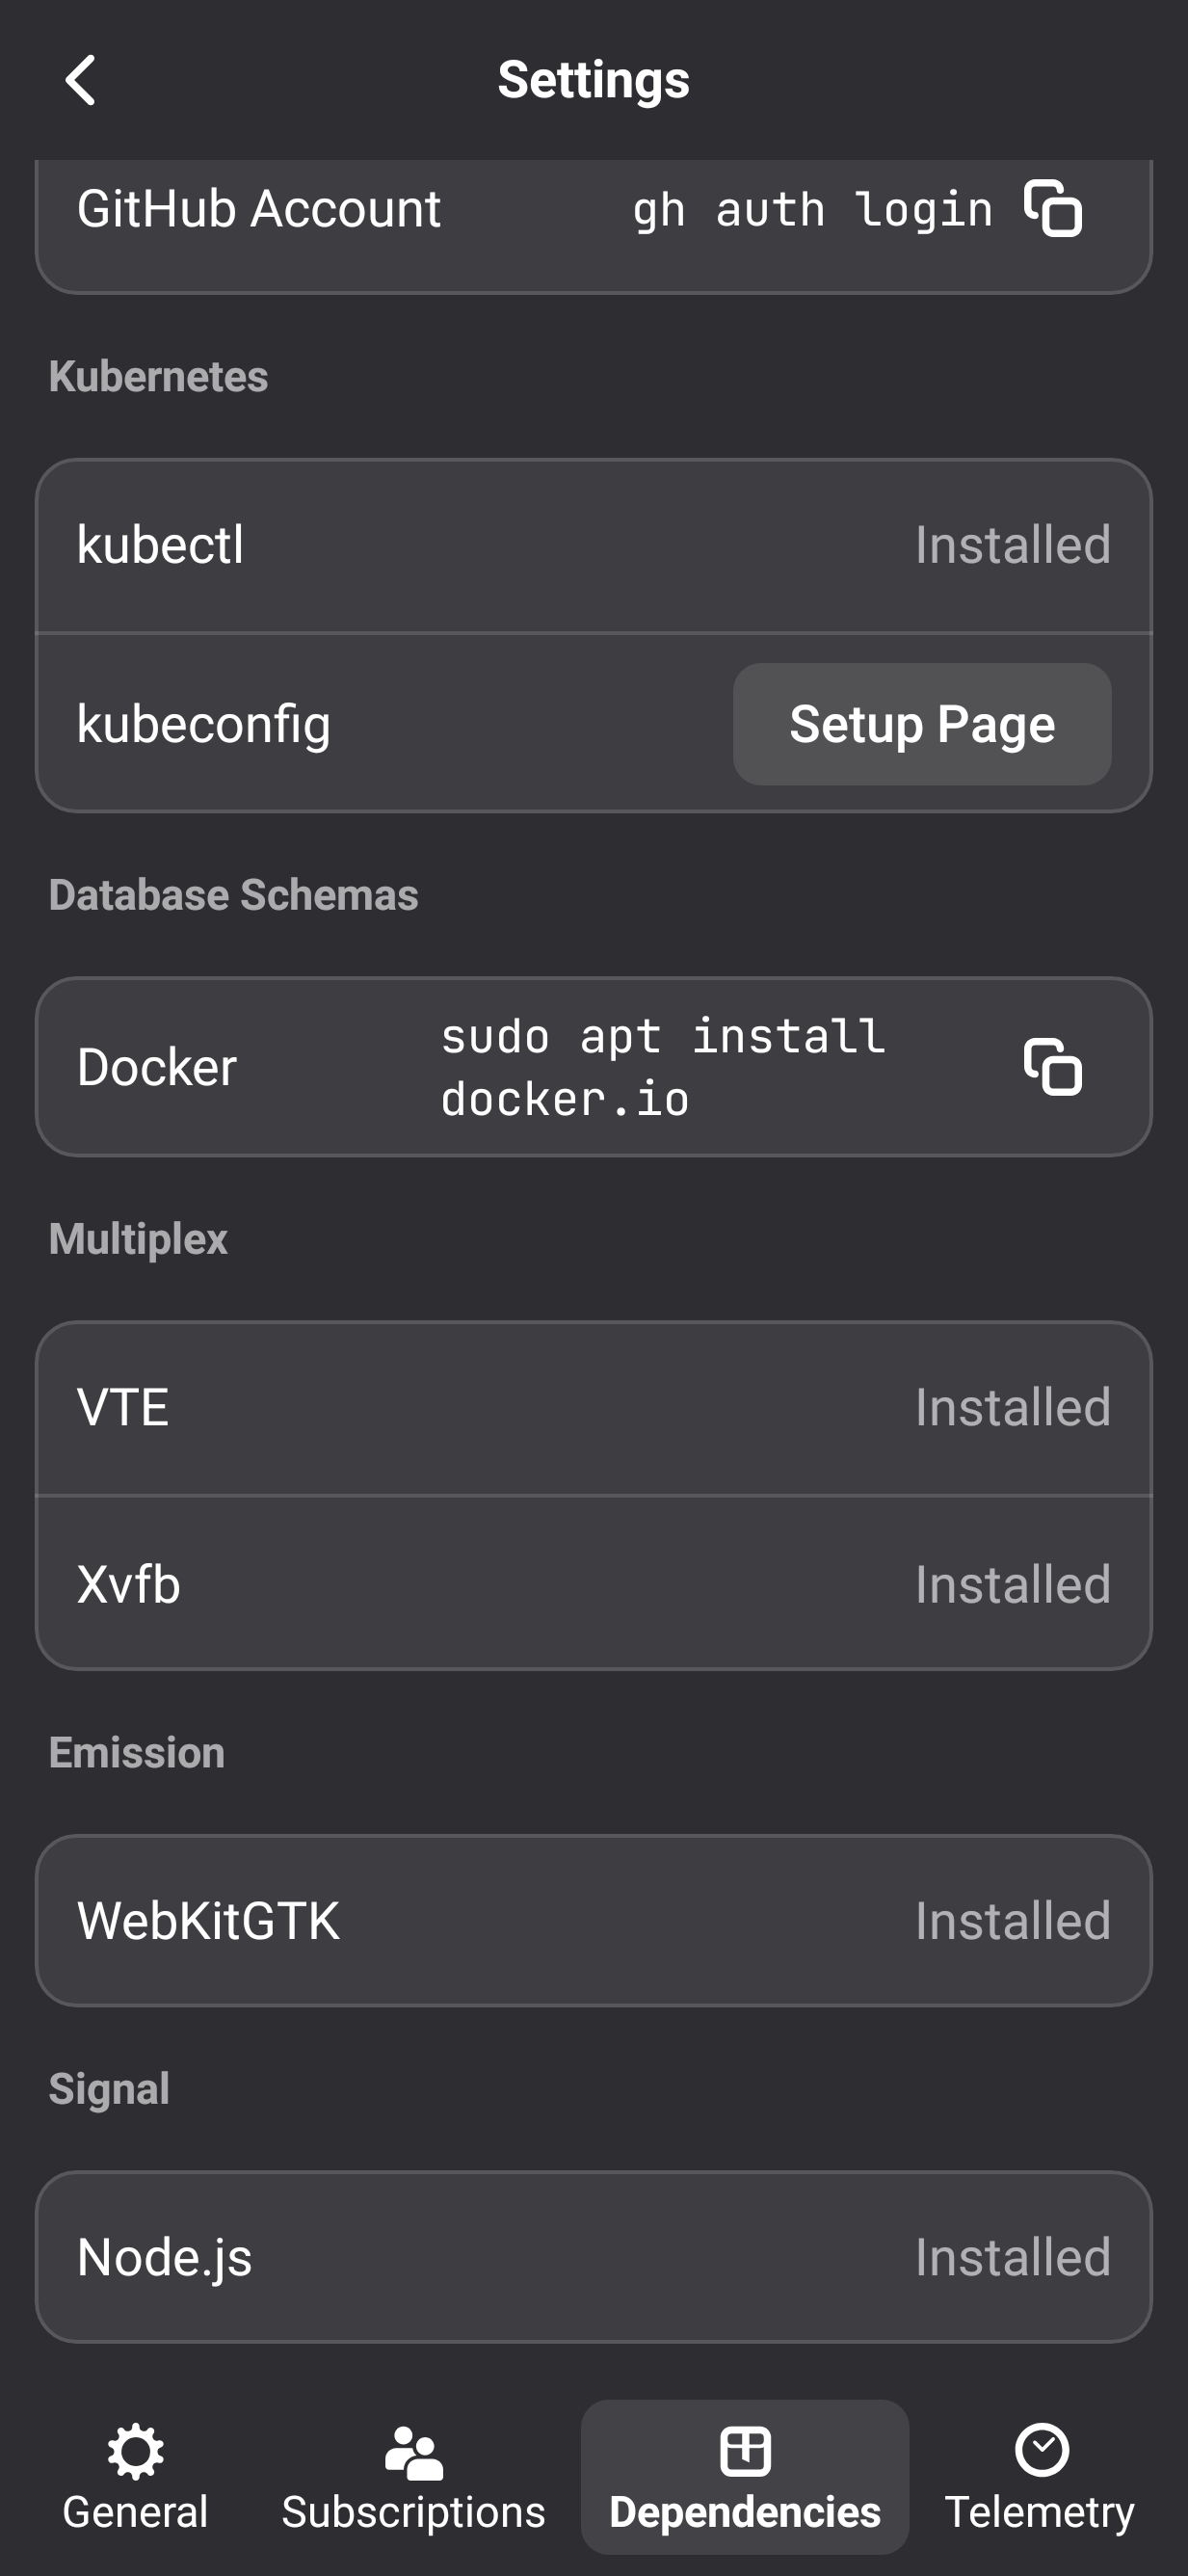 Settings
GitHub Account gh auth login
Kubernetes
kubectl Installed
kubeconfig Setup Page
Database Schemas
Docker sudo apt install
docker.io
Multiplex
VTE Installed
Xvfb Installed
Emission
WebKitGTK Installed
Signal
Node.js Installed
General Subscriptions Dependencies Telemetry